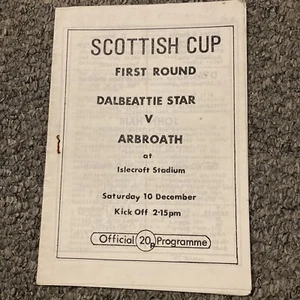 SCOTTISH CUP
FIRST ROUND
DALBEATTIE STAR
V
ARBROATH
at
Islecroft Stadium
Saturday 10 December
Kick Off 2·15pm
Official 20p Programme